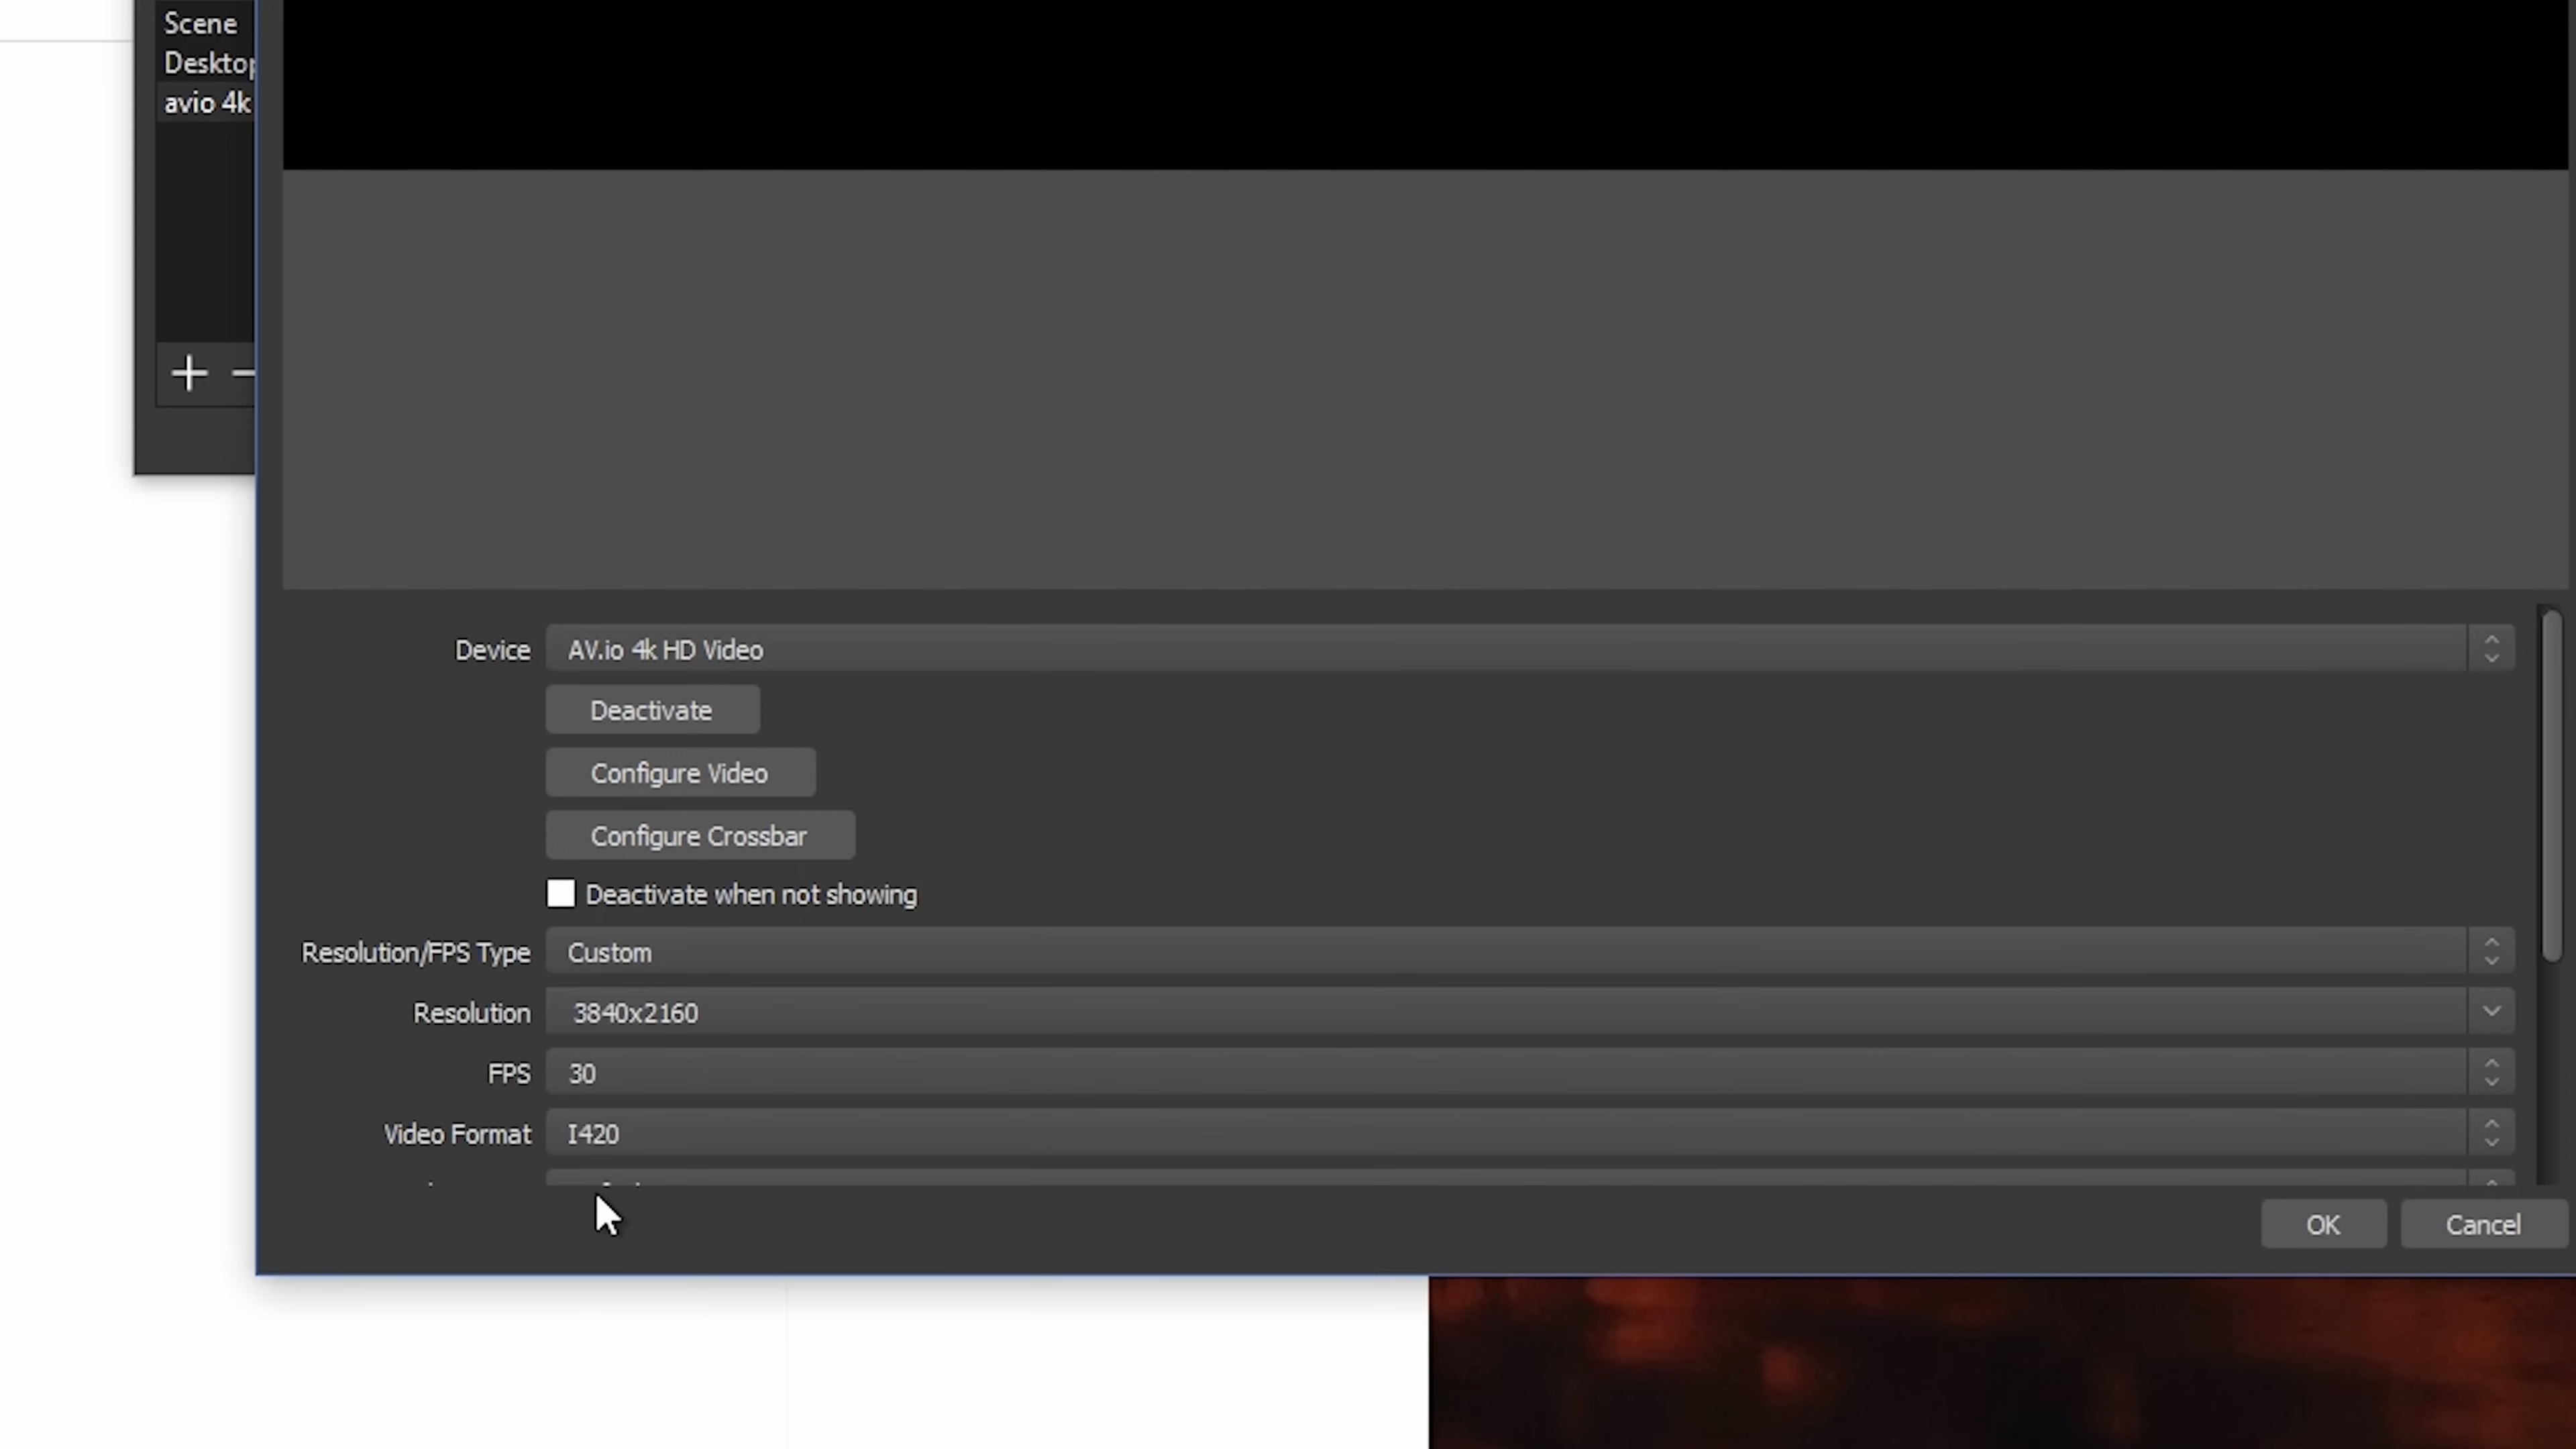 Scene
Desktop
avio 4k
Device AV.io 4k HD Video
Deactivate
Configure Video
Configure Crossbar
Deactivate when not showing
Resolution/FPS Type Custom
Resolution 3840x2160
FPS 30
Video Format I420
OK Cancel